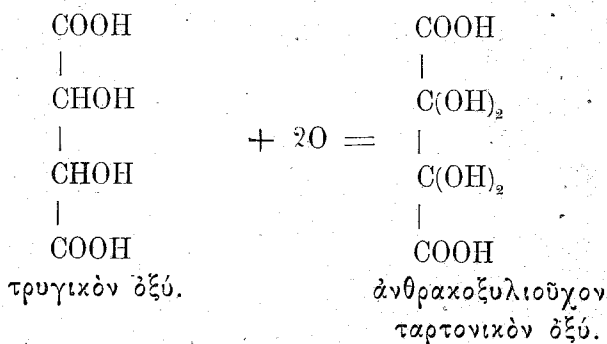 COOH COOH
| |
CHOH C(OH)₂
| + 2O = |
CHOH C(OH)₂
| |
COOH COOH
τρυγικὸν ὀξύ. ἀνθρακοξυλιοῦχον
ταρτονικὸν ὀξύ.